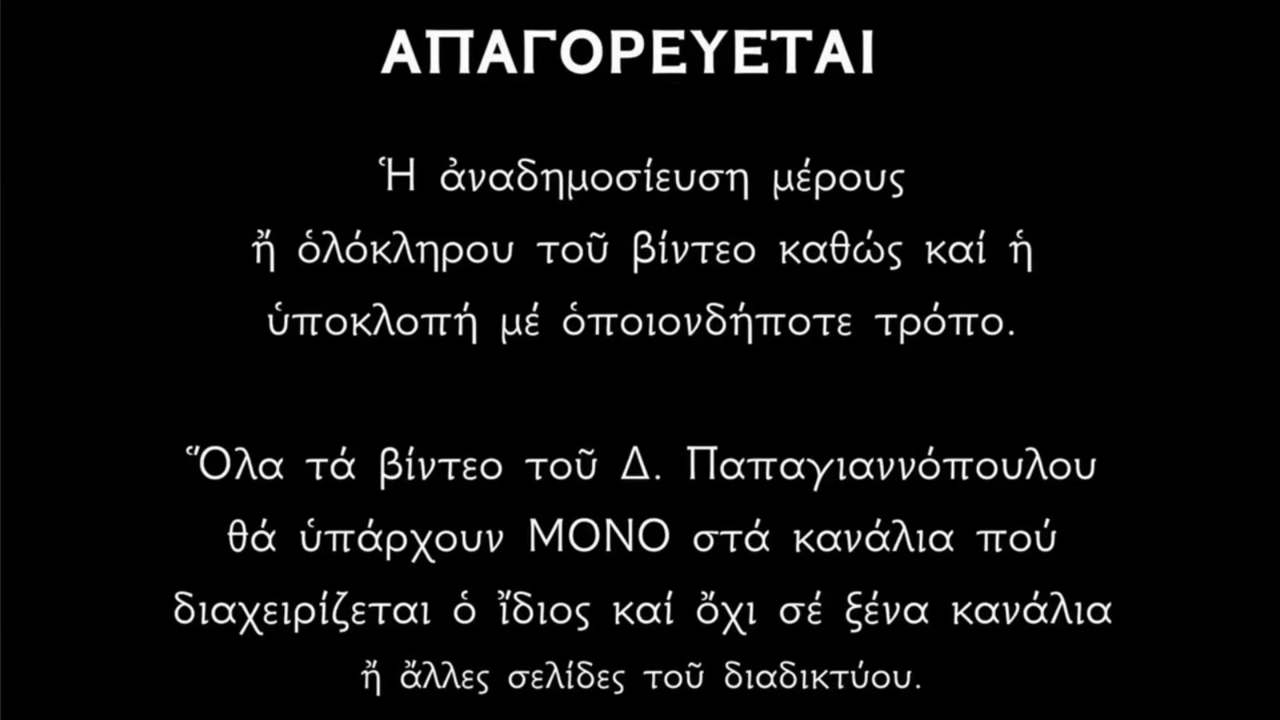 ΑΠΑΓΟΡΕΥΕΤΑΙ
Ἡ ἀναδημοσίευση μέρους
ἤ ὁλόκληρου τοῦ βίντεο καθώς καί ἡ
ὑποκλοπή μέ ὁποιονδήποτε τρόπο.
Ὅλα τά βίντεο τοῦ Δ. Παπαγιαννόπουλου
θά ὑπάρχουν ΜΟΝΟ στά κανάλια πού
διαχειρίζεται ὁ ἴδιος καί ὄχι σέ ξένα κανάλια
ἤ ἄλλες σελίδες τοῦ διαδικτύου.